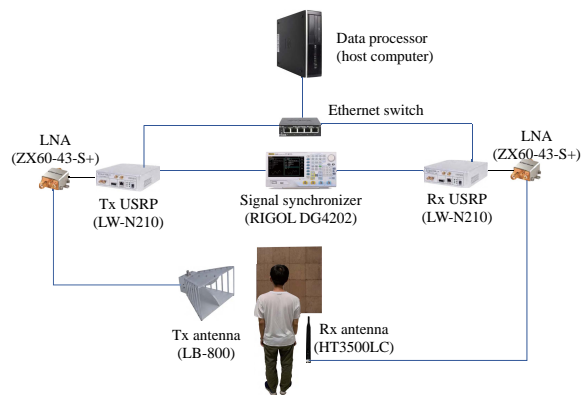 Data processor
(host computer)
Ethernet switch
LNA
(ZX60-43-S+)
LNA
(ZX60-43-S+)
Tx USRP
(LW-N210)
Signal synchronizer
(RIGOL DG4202)
Rx USRP
(LW-N210)
Tx antenna
(LB-800)
Rx antenna
(HT3500LC)